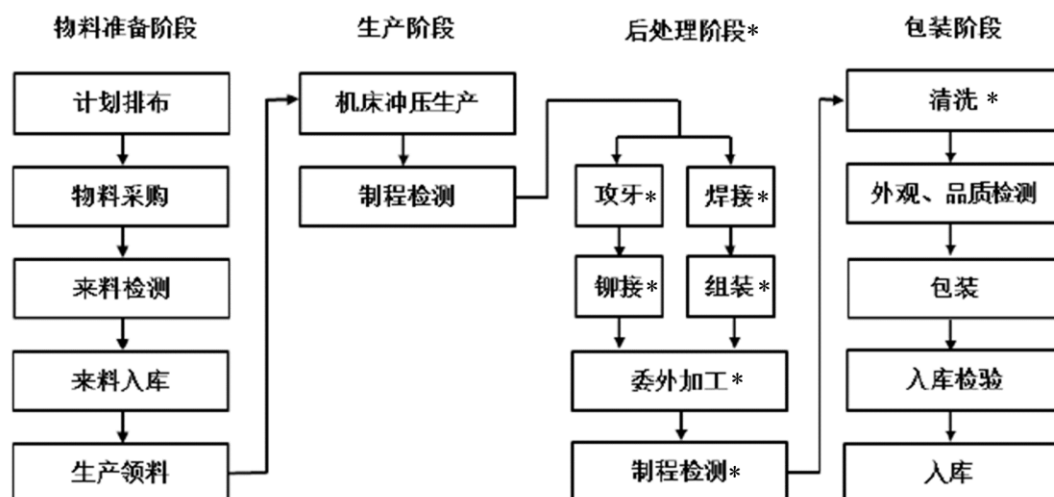 物料准备阶段
计划排布
物料采购
来料检测
来料入库
生产领料
生产阶段
机床冲压生产
制程检测
后处理阶段*
攻牙*
焊接*
铆接*
组装*
委外加工*
制程检测*
包装阶段
清洗*
外观、品质检测
包装
入库检验
入库